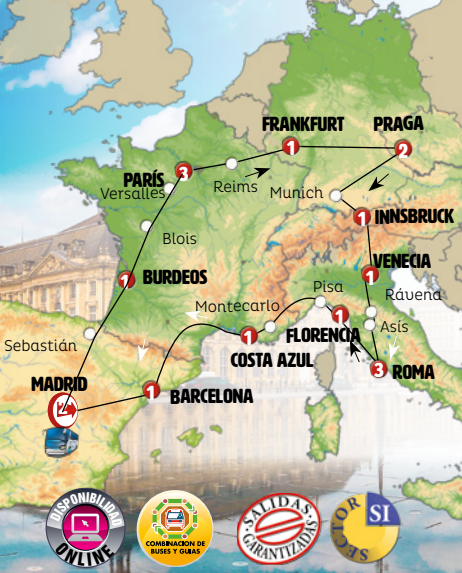 FRANKFURT
1
PRAGA
2
PARÍS
3
Versalles
Reims
Munich
1
INNSBRUCK
Blois
VENECIA
1
1
BURDEOS
Rávena
Pisa
Montecarlo
1
FLORENCIA
Asís
Sebastián
1
COSTA AZUL
3
ROMA
MADRID
2
1
BARCELONA
DISPONIBILIDAD
ONLINE
COMBINACIÓN DE
BUSES Y GUIAS
SALIDAS
GARANTIZADAS
SECTOR
SI